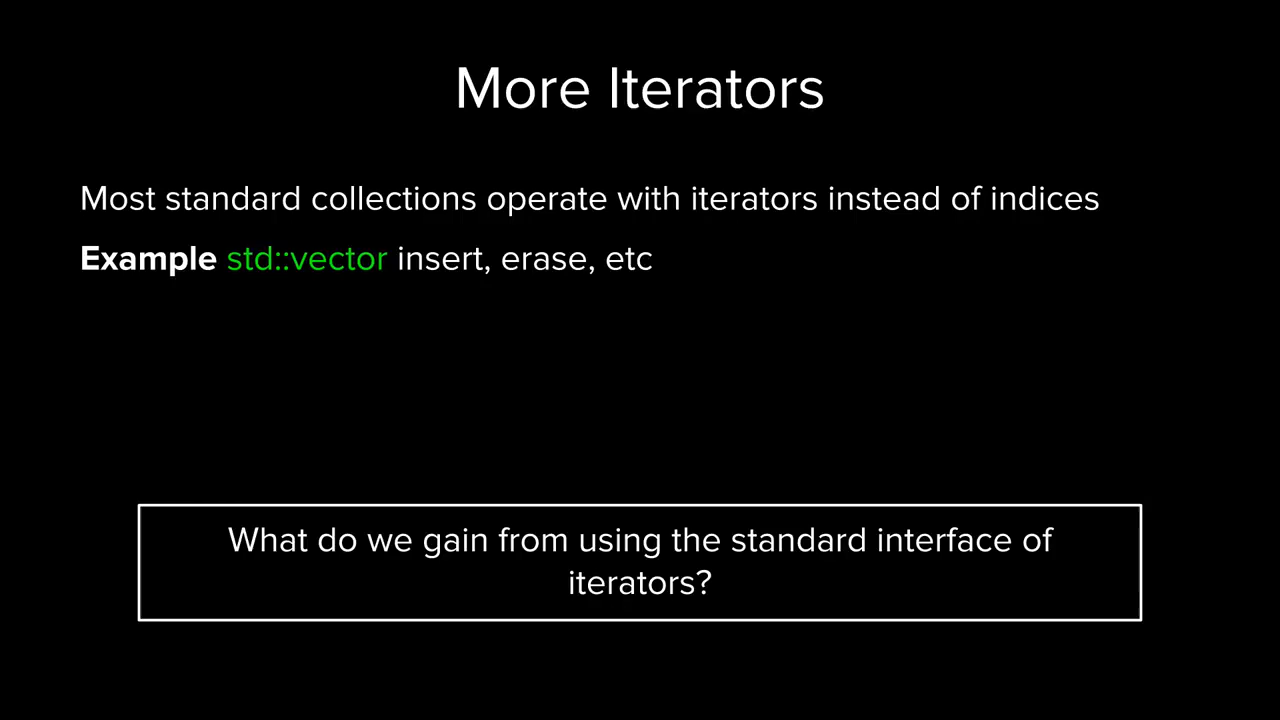 More Iterators
Most standard collections operate with iterators instead of indices
Example std::vector insert, erase, etc
What do we gain from using the standard interface of
iterators?